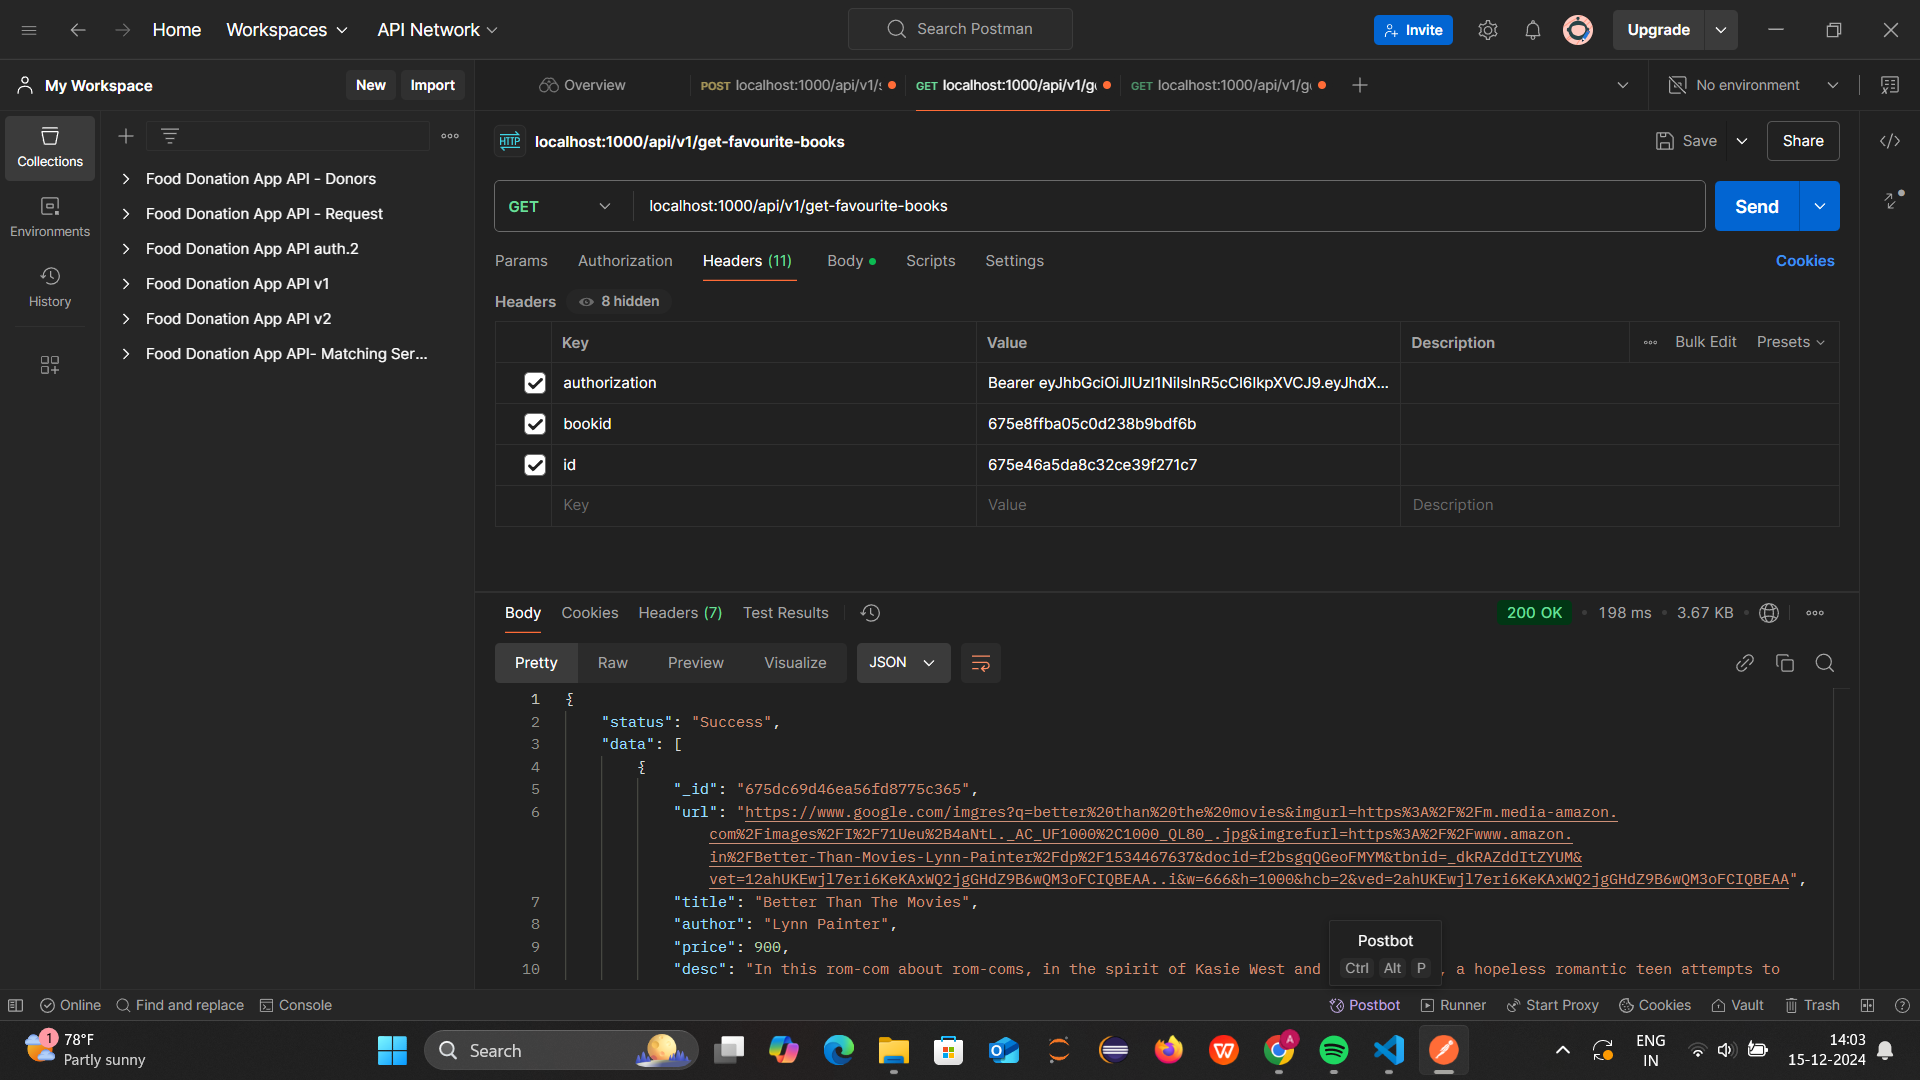 Home
Workspaces
API Network
Search Postman
Invite
Upgrade
My Workspace
New
Import
Overview
POST localhost:1000/api/v1/s
GET localhost:1000/api/v1/ge
GET localhost:1000/api/v1/ge
No environment
Collections
Environments
History
Food Donation App API - Donors
Food Donation App API - Request
Food Donation App API auth.2
Food Donation App API v1
Food Donation App API v2
Food Donation App API- Matching Ser...
HTTP
localhost:1000/api/v1/get-favourite-books
Save
Share
GET
localhost:1000/api/v1/get-favourite-books
Send
Params
Authorization
Headers (11)
Body
Scripts
Settings
Cookies
Headers
8 hidden
Key
Value
Description
Bulk Edit
Presets
authorization
Bearer eyJhbGciOiJIUzI1NiIsInR5cCI6IkpXVCJ9.eyJhdX...
bookid
675e8ffba05c0d238b9bdf6b
id
675e46a5da8c32ce39f271c7
Key
Value
Description
Body
Cookies
Headers (7)
Test Results
200 OK
198 ms
3.67 KB
Pretty
Raw
Preview
Visualize
JSON
1 {
2 "status": "Success",
3 "data": [
4 {
5 "_id": "675dc69d46ea56fd8775c365",
6 "url": "https://www.google.com/imgres?q=better%20than%20the%20movies&imgurl=https%3A%2F%2Fm.media-amazon.
com%2Fimages%2FI%2F71Ueu%2B4aNtL._AC_UF1000%2C1000_QL80_.jpg&imgrefurl=https%3A%2F%2Fwww.amazon.
in%2FBetter-Than-Movies-Lynn-Painter%2Fdp%2F1534467637&docid=f2bsgqQGeoFMYM&tbnid=_dkRAZddItZYUM&
vet=12ahUKEwjl7eri6KeKAxWQ2jgGHdZ9B6wQM3oFCIQBEAA..i&w=666&h=1000&hcb=2&ved=2ahUKEwjl7eri6KeKAxWQ2jgGHdZ9B6wQM3oFCIQBEAA",
7 "title": "Better Than The Movies",
8 "author": "Lynn Painter",
9 "price": 900,
10 "desc": "In this rom-com about rom-coms, in the spirit of Kasie West and , a hopeless romantic teen attempts to
Postbot
Ctrl Alt P
Online
Find and replace
Console
Postbot
Runner
Start Proxy
Cookies
Vault
Trash
1
78°F
Partly sunny
Search
A
ENG
IN
14:03
15-12-2024